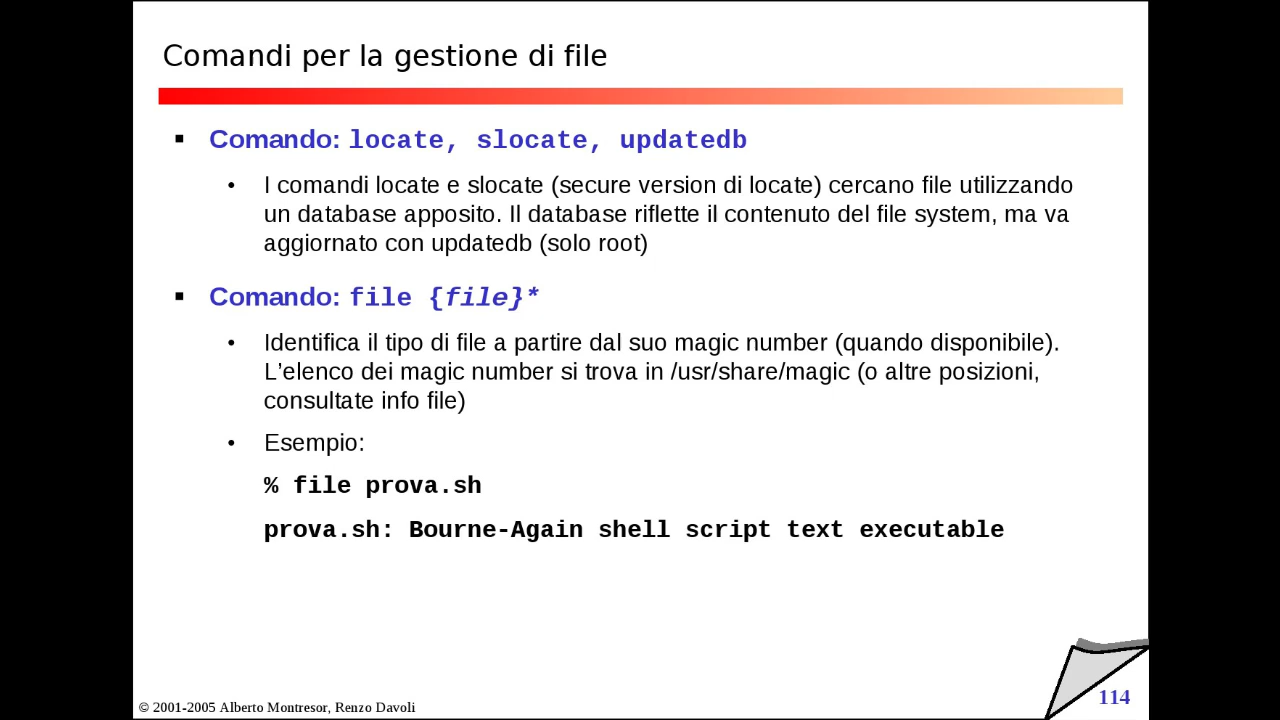 Comandi per la gestione di file
▪ Comando: locate, slocate, updatedb
• I comandi locate e slocate (secure version di locate) cercano file utilizzando
un database apposito. Il database riflette il contenuto del file system, ma va
aggiornato con updatedb (solo root)
▪ Comando: file {file}*
• Identifica il tipo di file a partire dal suo magic number (quando disponibile).
L’elenco dei magic number si trova in /usr/share/magic (o altre posizioni,
consultate info file)
• Esempio:
% file prova.sh
prova.sh: Bourne-Again shell script text executable
© 2001-2005 Alberto Montresor, Renzo Davoli
114